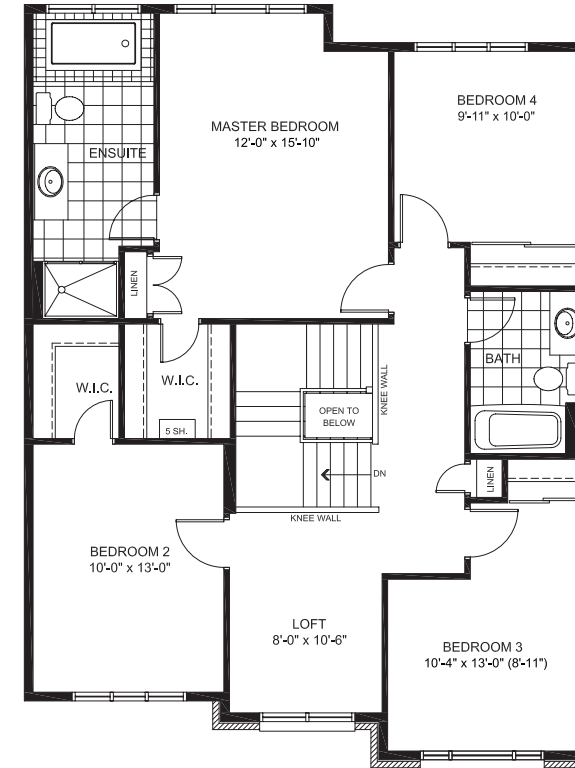 BEDROOM 4
9'-11" x 10'-0"
MASTER BEDROOM
12'-0" x 15'-10"
ENSUITE
LINEN
BATH
W.I.C.
W.I.C.
KNEE WALL
OPEN TO
BELOW
5 SH.
DN
LINEN
KNEE WALL
BEDROOM 2
10'-0" x 13'-0"
LOFT
8'-0" x 10'-6"
BEDROOM 3
10'-4" x 13'-0" (8'-11")